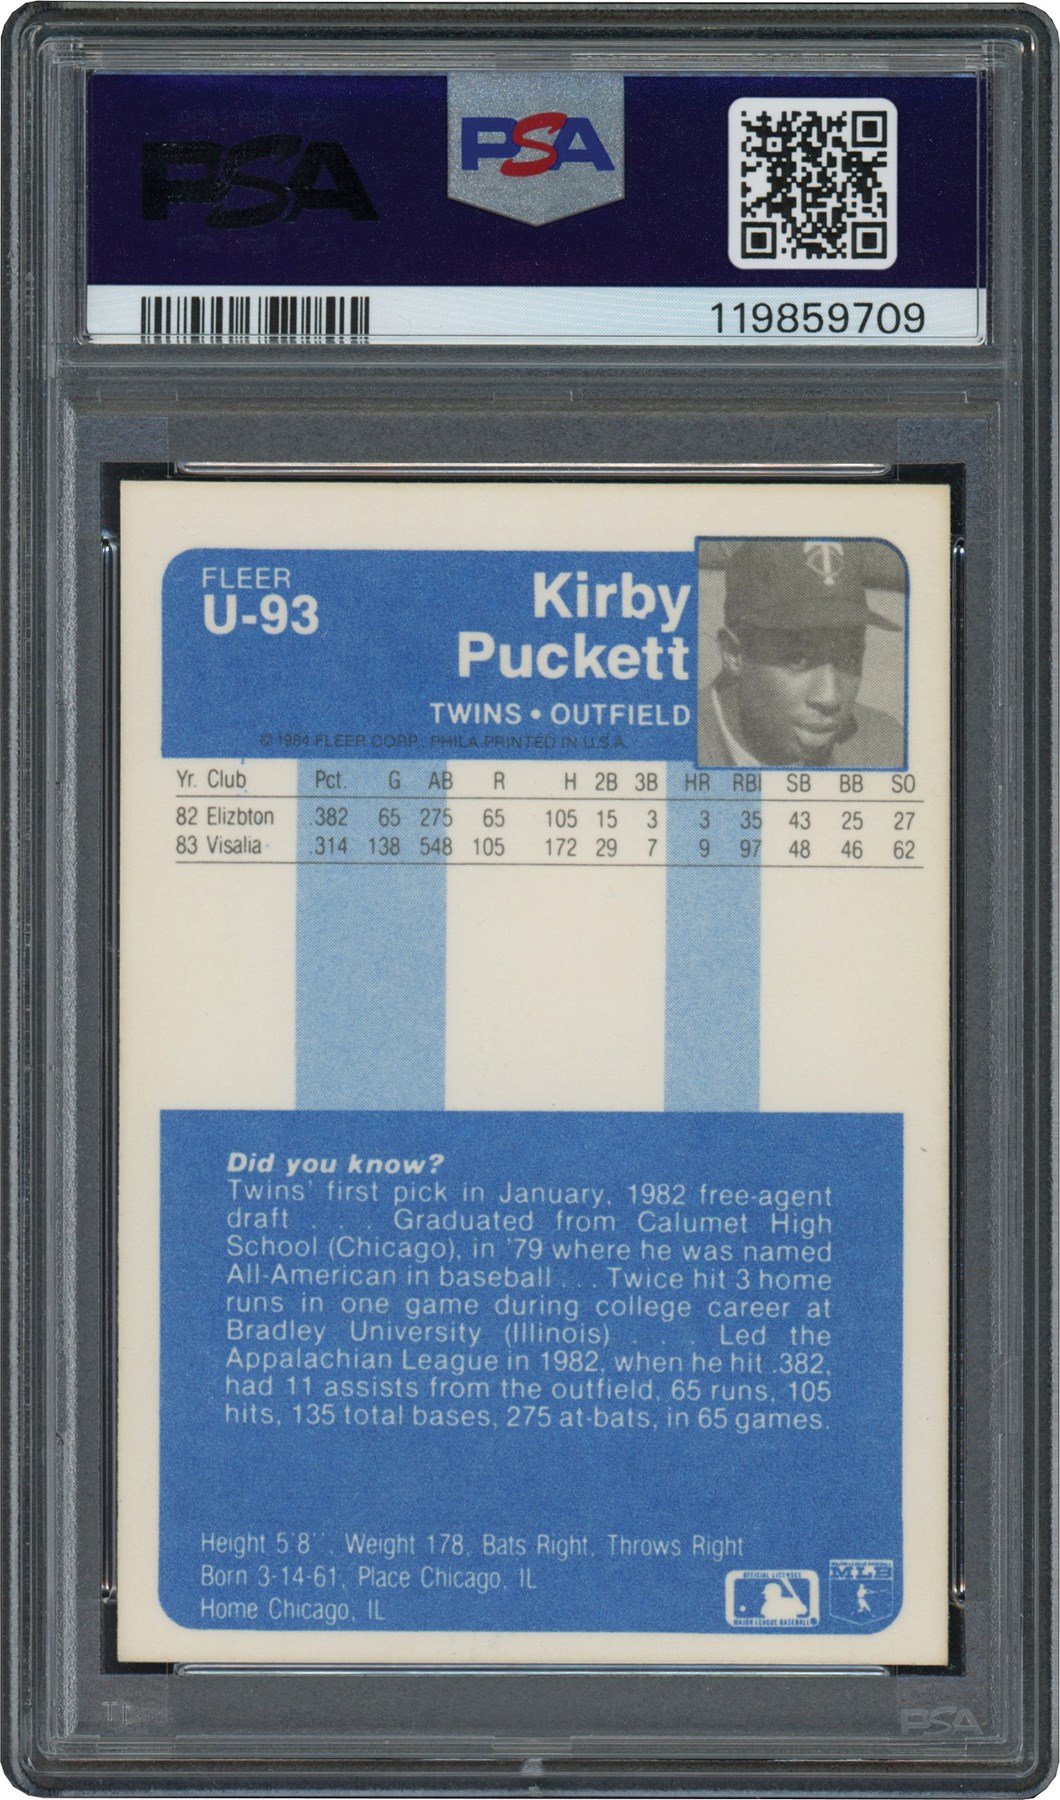 PSA
PSA
119859709
FLEER
U-93
Kirby
Puckett
TWINS • OUTFIELD
© 1984 FLEER CORP. PHILA. PRINTED IN U.S.A.
Yr. Club Pct. G AB R H 2B 3B HR RBI SB BB SO
82 Elizbton .382 65 275 65 105 15 3 3 35 43 25 27
83 Visalia .314 138 548 105 172 29 7 9 97 48 46 62
Did you know?
Twins' first pick in January, 1982 free-agent
draft . . . Graduated from Calumet High
School (Chicago), in '79 where he was named
All-American in baseball . . . Twice hit 3 home
runs in one game during college career at
Bradley University (Illinois) . . . Led the
Appalachian League in 1982, when he hit .382,
had 11 assists from the outfield, 65 runs, 105
hits, 135 total bases, 275 at-bats, in 65 games.
Height 5'8'', Weight 178, Bats Right, Throws Right
Born 3-14-61, Place Chicago, IL
Home Chicago, IL
OFFICIAL LICENSEE
MAJOR LEAGUE BASEBALL
MLB
PSA